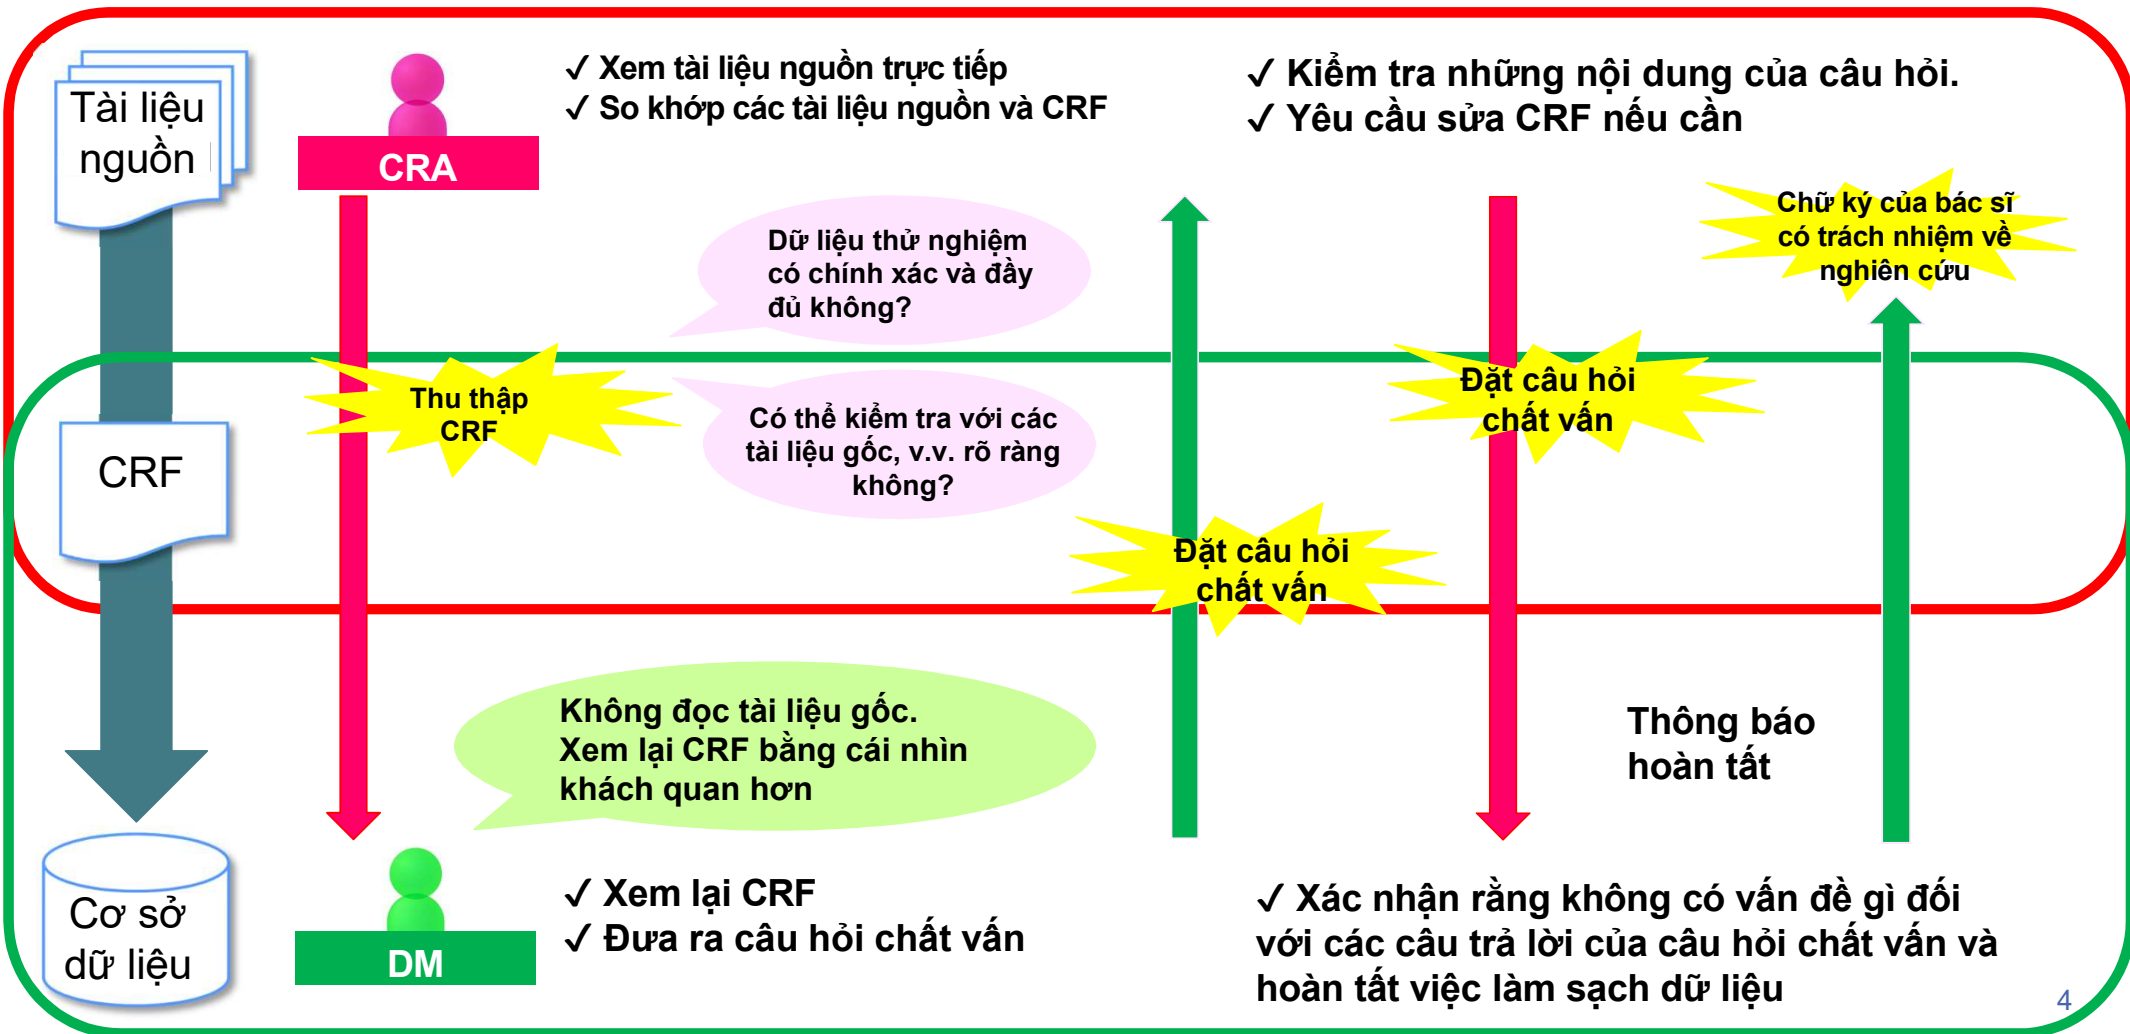 Tài liệu
nguồn
CRA
✓ Xem tài liệu nguồn trực tiếp
✓ So khớp các tài liệu nguồn và CRF
✓ Kiểm tra những nội dung của câu hỏi.
✓ Yêu cầu sửa CRF nếu cần
Dữ liệu thử nghiệm
có chính xác và đầy
đủ không?
Chữ ký của bác sĩ
có trách nhiệm về
nghiên cứu
Thu thập
CRF
Có thể kiểm tra với các
tài liệu gốc, v.v. rõ ràng
không?
Đặt câu hỏi
chất vấn
CRF
Đặt câu hỏi
chất vấn
Không đọc tài liệu gốc.
Xem lại CRF bằng cái nhìn
khách quan hơn
Thông báo
hoàn tất
Cơ sở
dữ liệu
DM
✓ Xem lại CRF
✓ Đưa ra câu hỏi chất vấn
✓ Xác nhận rằng không có vấn đề gì đối
với các câu trả lời của câu hỏi chất vấn và
hoàn tất việc làm sạch dữ liệu
4